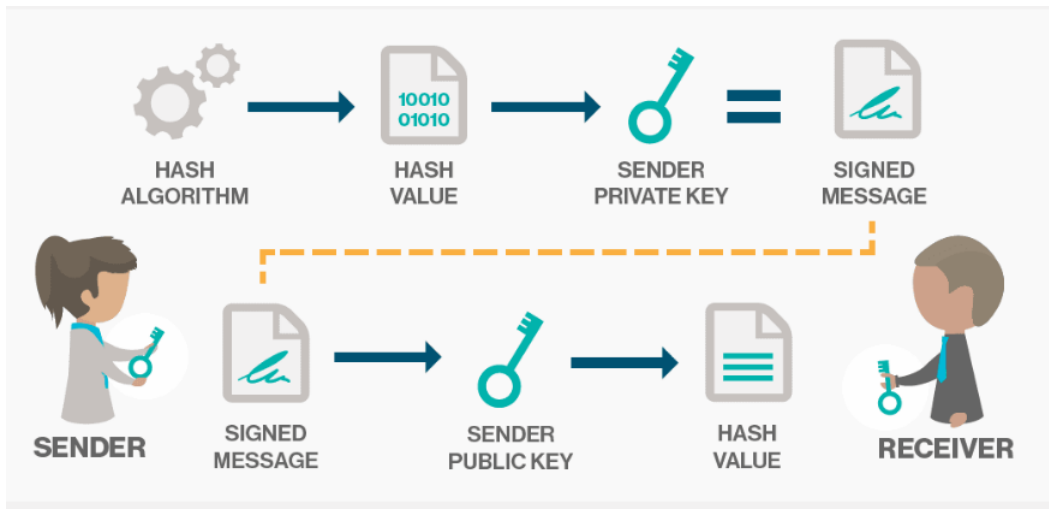 10010
01010
HASH
ALGORITHM
HASH
VALUE
SENDER
PRIVATE KEY
SIGNED
MESSAGE
SENDER
SIGNED
MESSAGE
SENDER
PUBLIC KEY
HASH
VALUE
RECEIVER